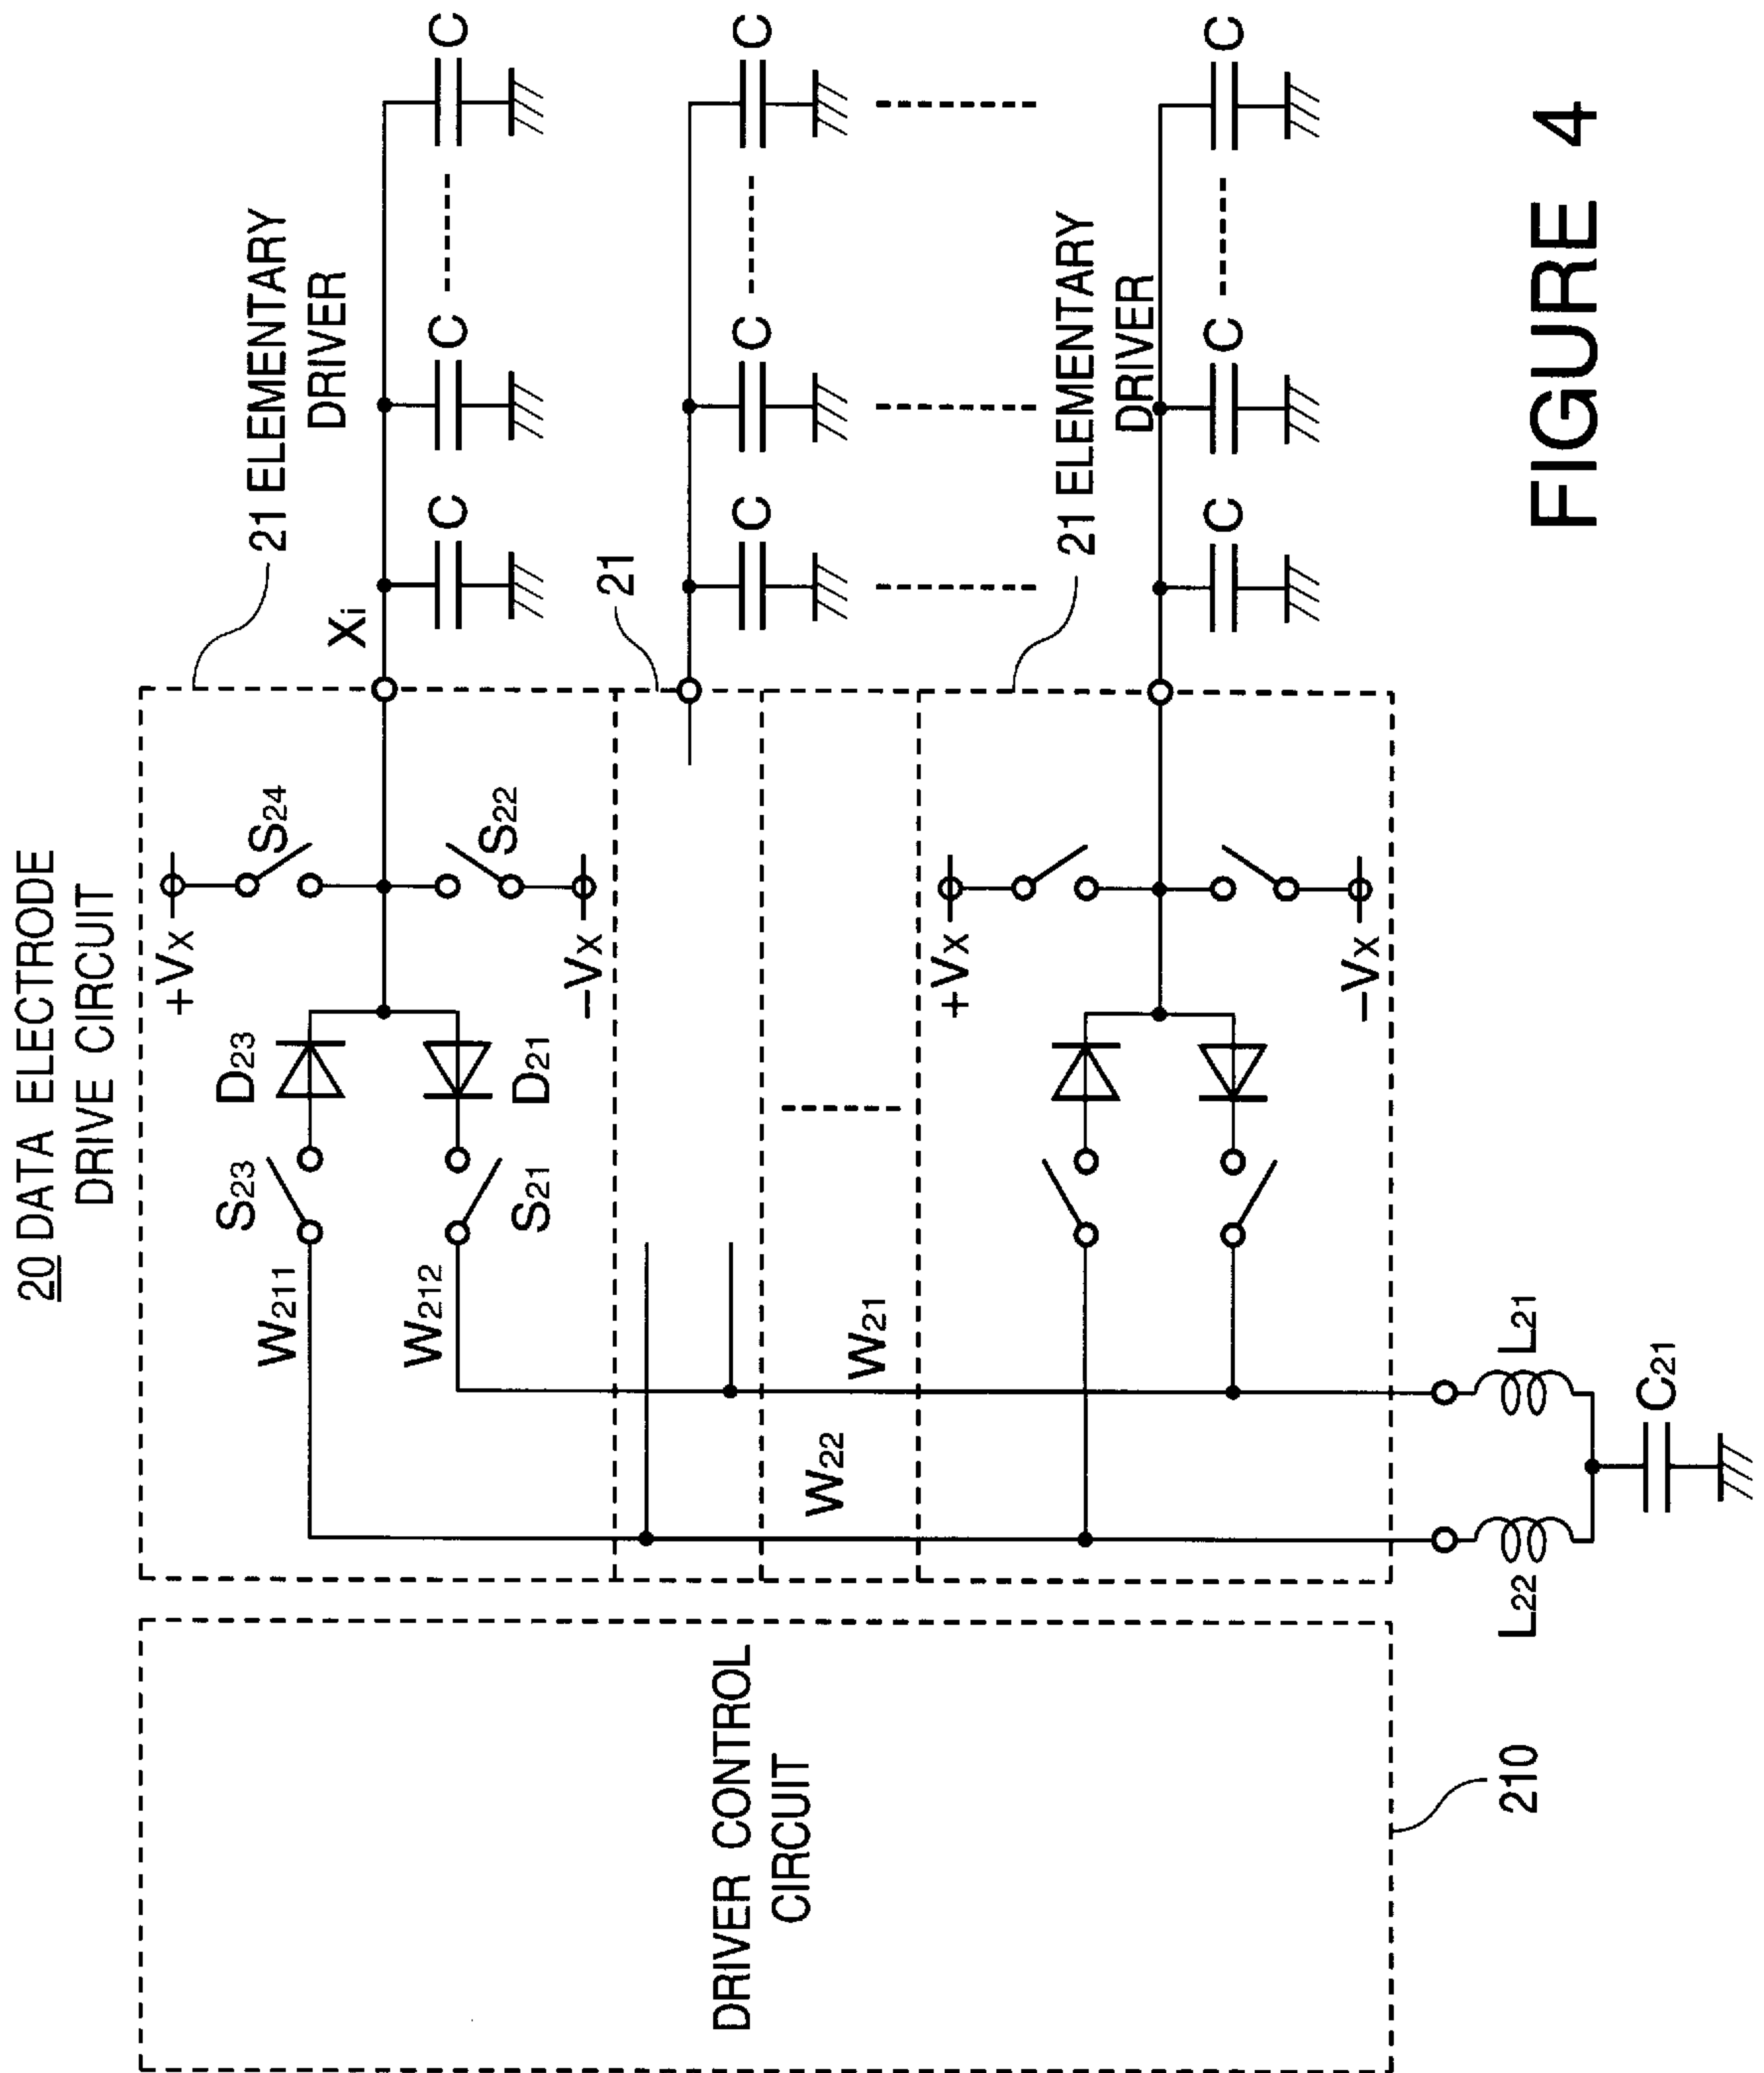 20 DATA ELECTRODE
DRIVE CIRCUIT
21 ELEMENTARY
DRIVER
+Vx
S24
S22
-Vx
Xi
C
C
C
D23
D21
S23
S21
W211
W212
21
C
C
C
W21
W22
21 ELEMENTARY
DRIVER
+Vx
-Vx
C
C
C
DRIVER CONTROL
CIRCUIT
210
L22
L21
C21
FIGURE 4